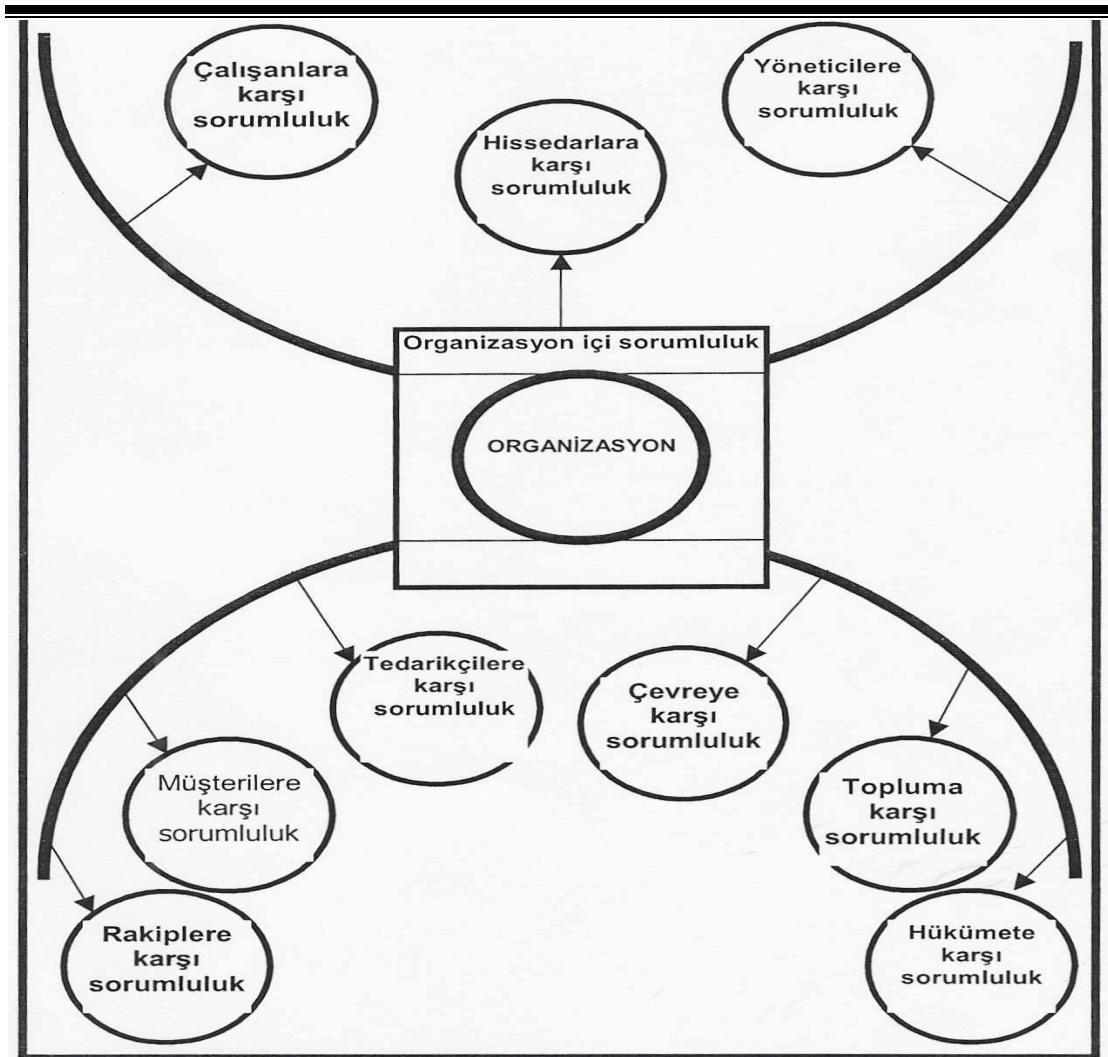 Çalışanlara
karşı
sorumluluk
Hissedarlara
karşı
sorumluluk
Yöneticilere
karşı
sorumluluk
Organizasyon içi sorumluluk
ORGANİZASYON
Tedarikçilere
karşı
sorumluluk
Çevreye
karşı
sorumluluk
Müşterilere
karşı
sorumluluk
Topluma
karşı
sorumluluk
Rakiplere
karşı
sorumluluk
Hükümete
karşı
sorumluluk